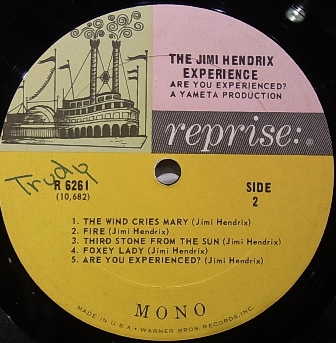 THE JIMI HENDRIX
EXPERIENCE
ARE YOU EXPERIENCED?
A YAMETA PRODUCTION
reprise:®
Trudy
R 6261
(10,682)
SIDE
2
1. THE WIND CRIES MARY (Jimi Hendrix)
2. FIRE (Jimi Hendrix)
3. THIRD STONE FROM THE SUN (Jimi Hendrix)
4. FOXEY LADY (Jimi Hendrix)
5. ARE YOU EXPERIENCED? (Jimi Hendrix)
MONO
MADE IN U.S.A. • WARNER BROS. RECORDS, INC.